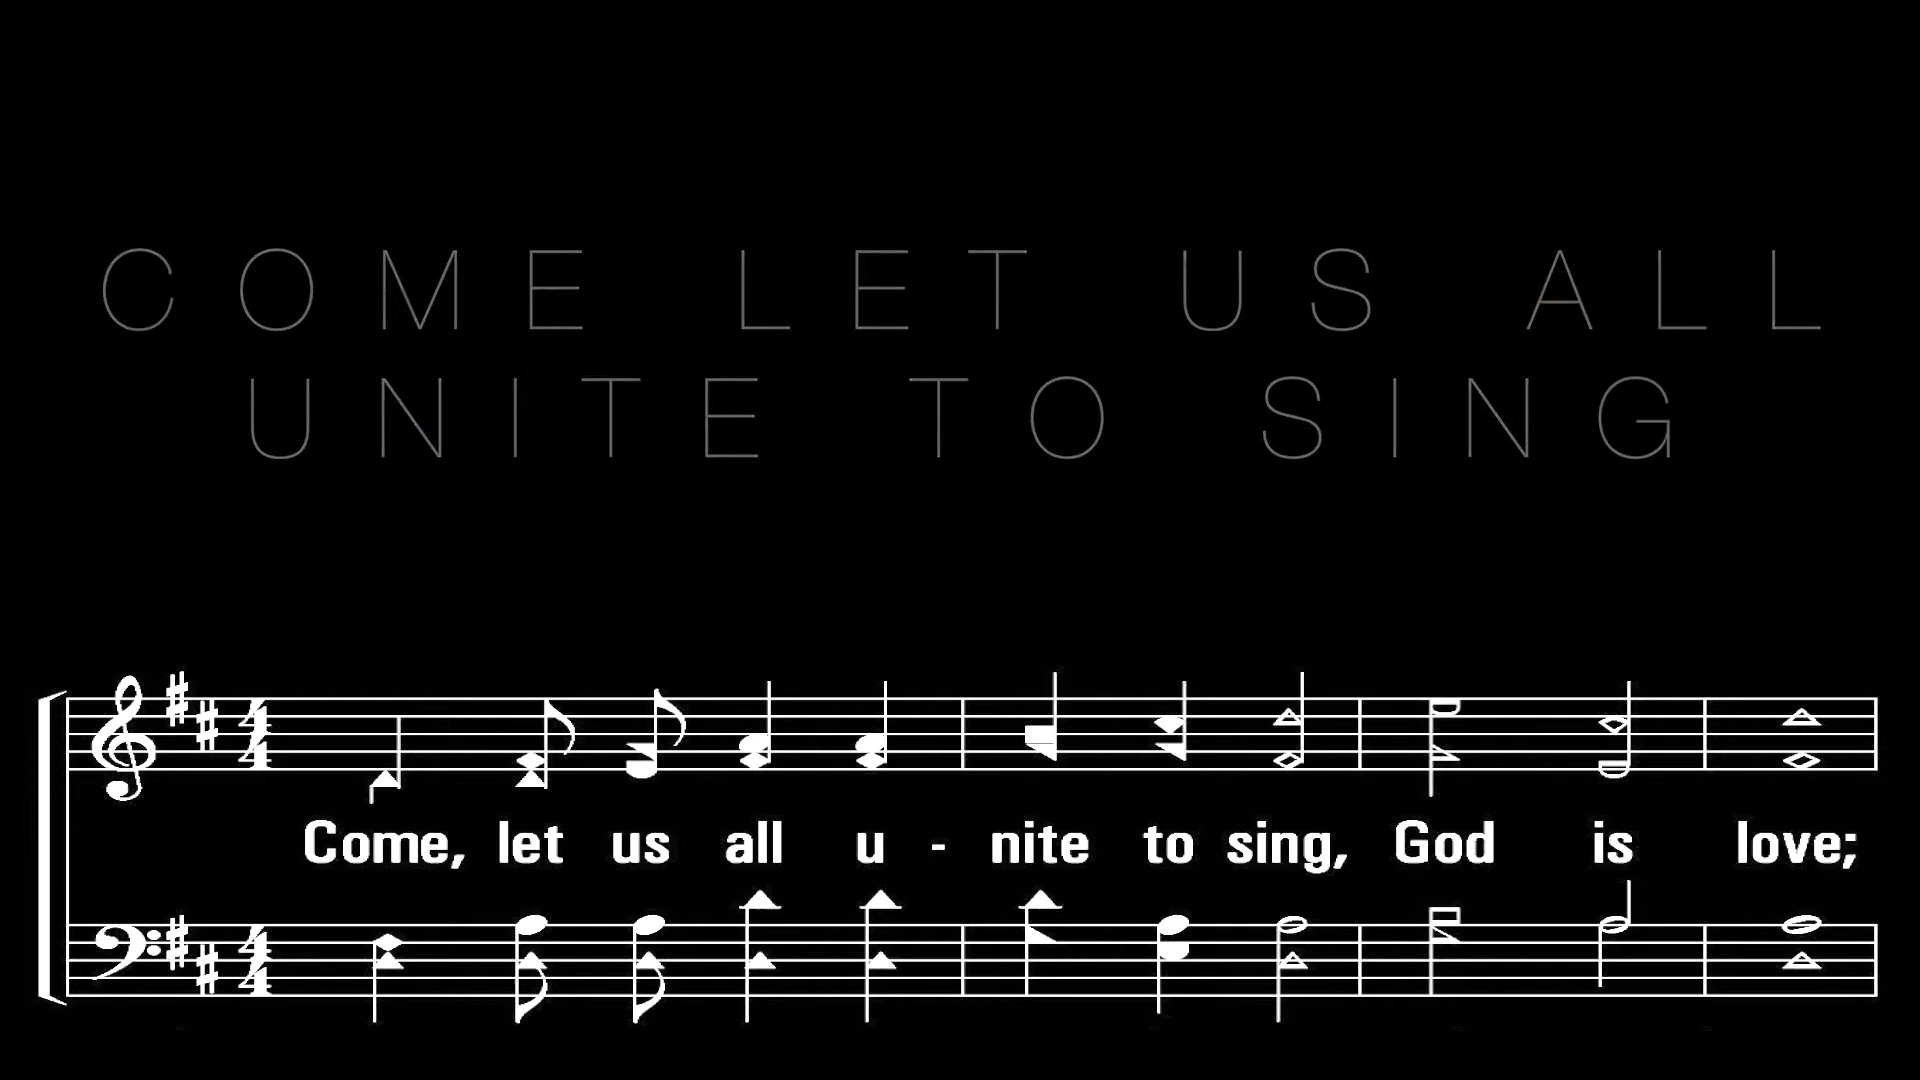 COME LET US ALL
UNITE TO SING
Come, let us all u - nite to sing, God is love;